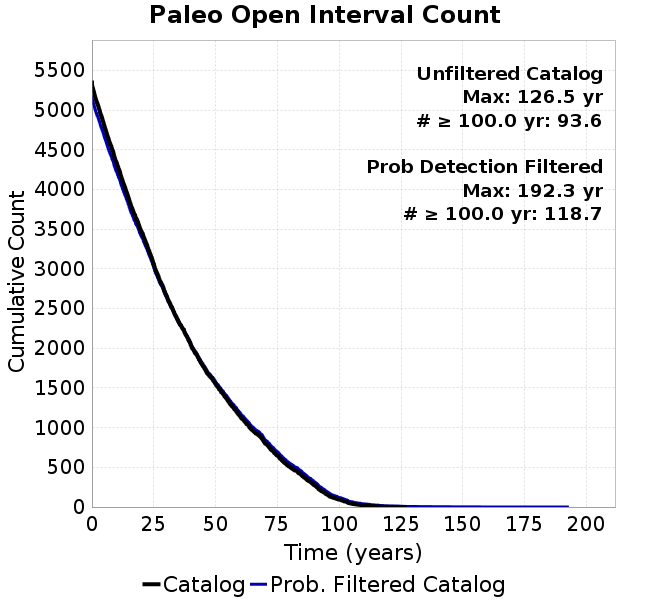 Paleo Open Interval Count
Unfiltered Catalog
Max: 126.5 yr
# ≥ 100.0 yr: 93.6
Prob Detection Filtered
Max: 192.3 yr
# ≥ 100.0 yr: 118.7
Cumulative Count
5500
5000
4500
4000
3500
3000
2500
2000
1500
1000
500
0
0 25 50 75 100 125 150 175 200
Time (years)
Catalog Prob. Filtered Catalog